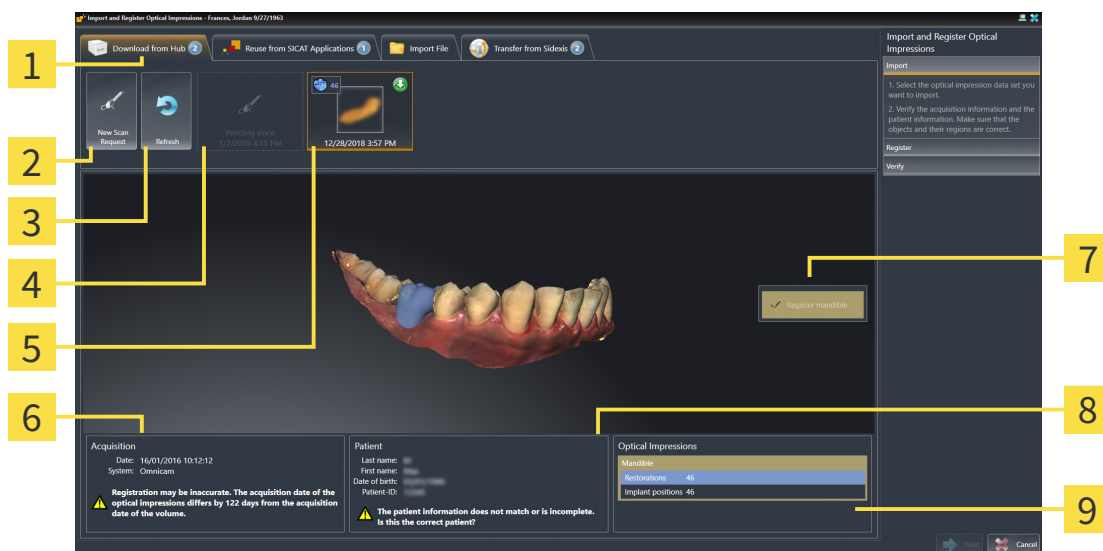 Import and Register Optical Impressions - Frances, Jordan 9/27/1963
Download from Hub 2
Reuse from SICAT Applications 1
Import File
Transfer from Sidexis 2
1
New Scan
Request
Refresh
Pending since
1/7/2019 4:15 PM
46
12/28/2018 3:57 PM
2
3
4
5
Import and Register Optical
Impressions
Import
1. Select the optical impression data set you
want to import.
2. Verify the acquisition information and the
patient information. Make sure that the
objects and their regions are correct.
Register
Verify
7
Register mandible
6
8
Acquisition
Date: 16/01/2016 10:12:12
System: Omnicam
Registration may be inaccurate. The acquisition date of the
optical impressions differs by 122 days from the acquisition
date of the volume.
Patient
Last name:
First name:
Date of birth:
Patient-ID:
The patient information does not match or is incomplete.
Is this the correct patient?
Optical Impressions
Mandible
Restorations 46
Implant positions 46
9
Next
Cancel